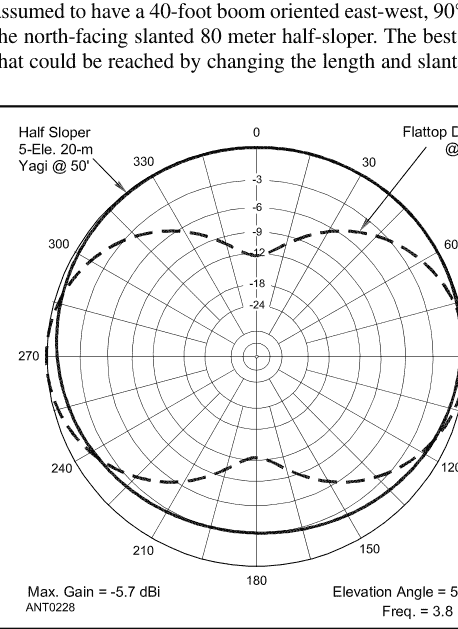 assumed to have a 40-foot boom oriented east-west, 90°
he north-facing slanted 80 meter half-sloper. The best
hat could be reached by changing the length and slant
Half Sloper
5-Ele. 20-m
Yagi @ 50'
Flattop D
@
0
330
30
-3
-6
-9
-12
-18
-24
300
60
270
240
120
210
150
180
Max. Gain = -5.7 dBi
Elevation Angle = 5
ANT0228
Freq. = 3.8